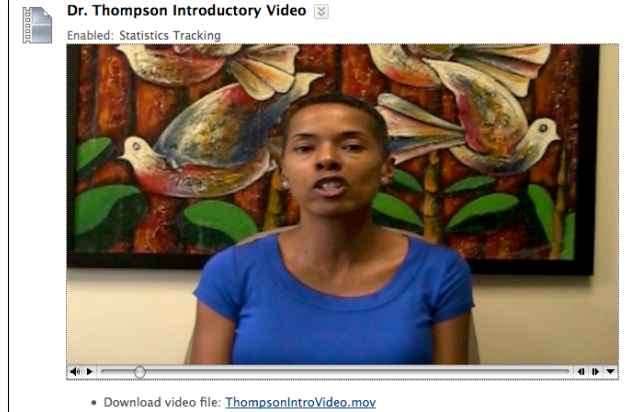 Dr. Thompson Introductory Video
Enabled: Statistics Tracking
Download video file: ThompsonIntroVideo.mov